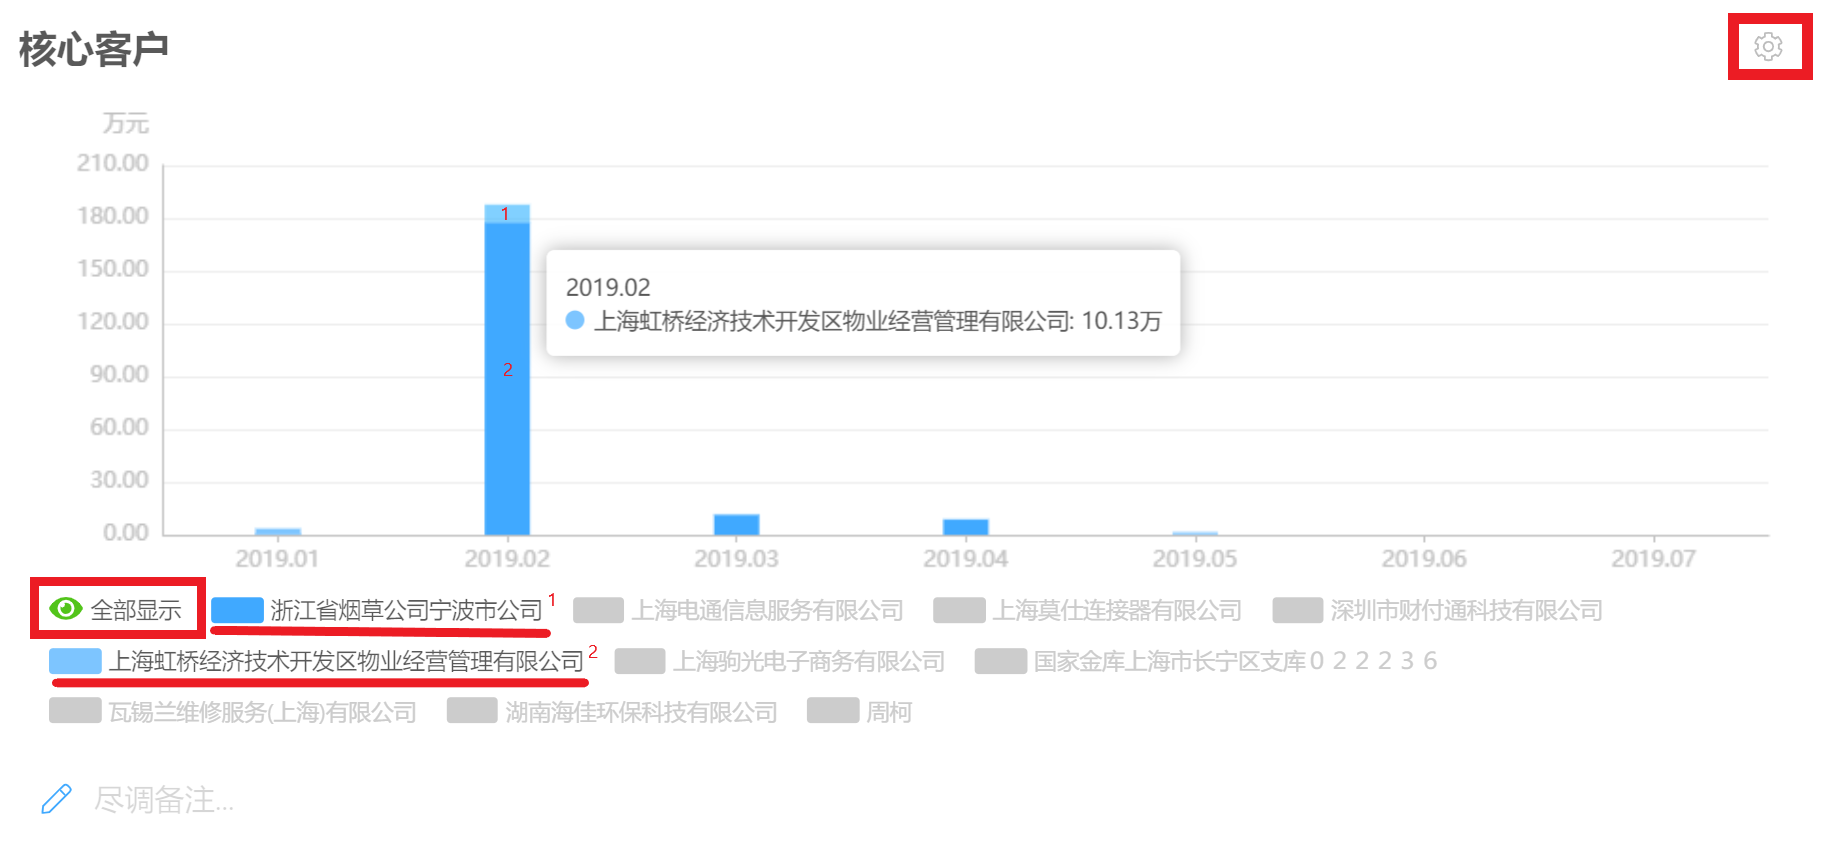 核心客户
万元
210.00
180.00
150.00
120.00
90.00
60.00
30.00
0.00
1
2
2019.02
上海虹桥经济技术开发区物业经营管理有限公司: 10.13万
2019.01 2019.02 2019.03 2019.04 2019.05 2019.06 2019.07
全部显示 浙江省烟草公司宁波市公司 1 上海电通信息服务有限公司 上海莫仕连接器有限公司 深圳市财付通科技有限公司
上海虹桥经济技术开发区物业经营管理有限公司 2 上海驹光电子商务有限公司 国家金库上海市长宁区支库022236
瓦锡兰维修服务(上海)有限公司 湖南海佳环保科技有限公司 周柯
尽调备注...